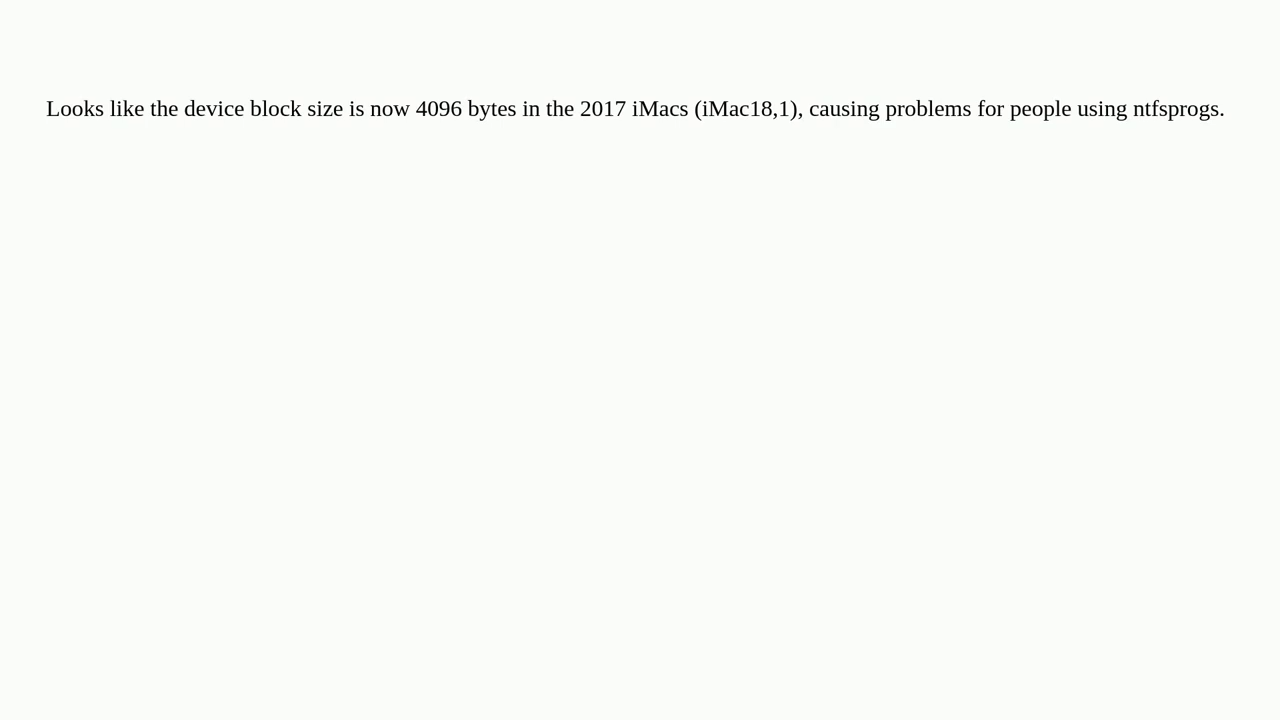 Looks like the device block size is now 4096 bytes in the 2017 iMacs (iMac18,1), causing problems for people using ntfsprogs.